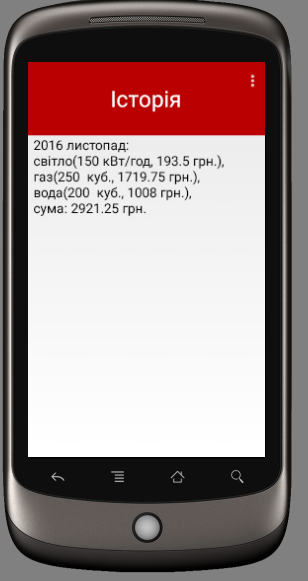 Історія
2016 листопад:
світло(150 кВт/год, 193.5 грн.),
газ(250  куб., 1719.75 грн.),
вода(200  куб., 1008 грн.),
сума: 2921.25 грн.